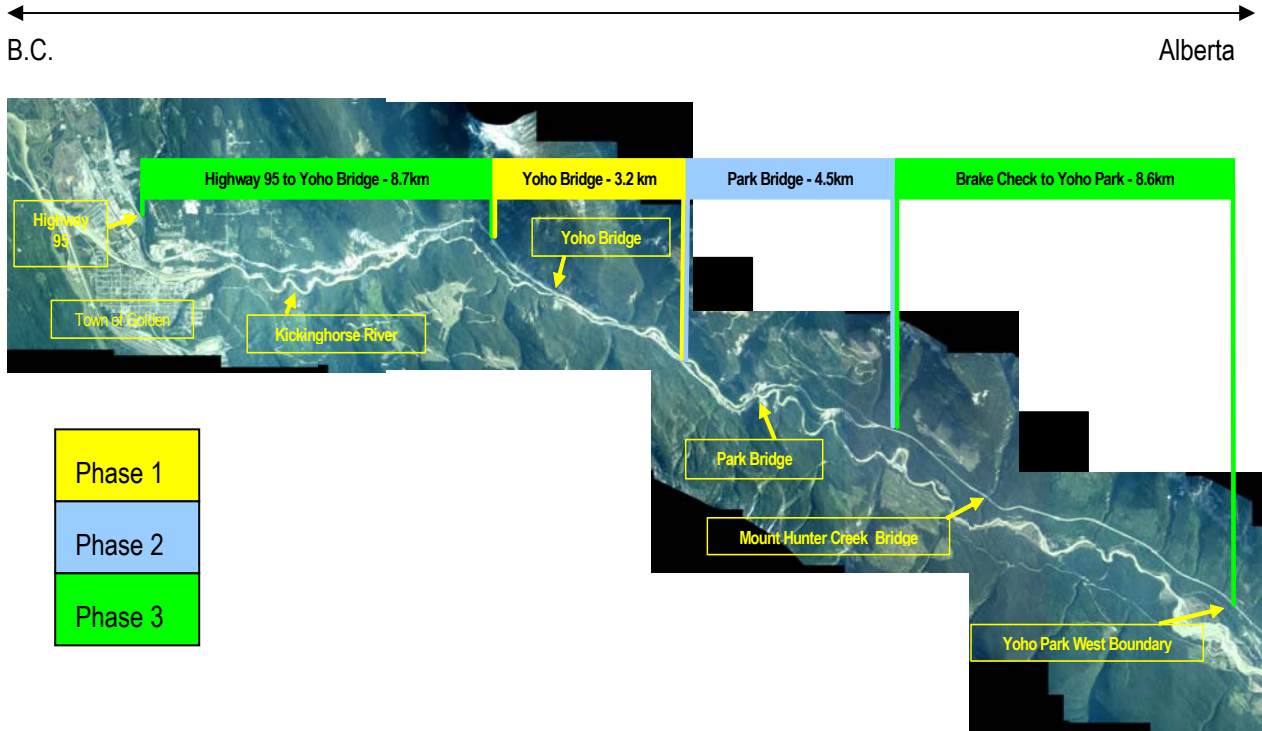 B.C.
Alberta
Highway 95 to Yoho Bridge - 8.7km
Yoho Bridge - 3.2 km
Park Bridge - 4.5km
Brake Check to Yoho Park - 8.6km
Highway
95
Yoho Bridge
Town of Golden
Kickinghorse River
Park Bridge
Mount Hunter Creek Bridge
Yoho Park West Boundary
Phase 1
Phase 2
Phase 3